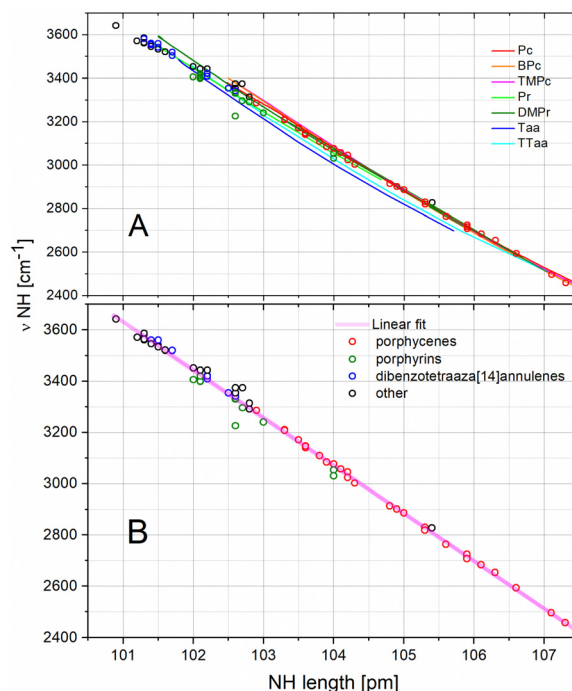 3600
3400
3200
3000
2800
2600
2400
Pc
BPc
TMPc
Pr
DMPr
Taa
TTaa
A
ν NH [cm⁻¹]
3600
3400
3200
3000
2800
2600
2400
Linear fit
porphycenes
porphyrins
dibenzotetraaza[14]annulenes
other
B
101 102 103 104 105 106 107
NH length [pm]